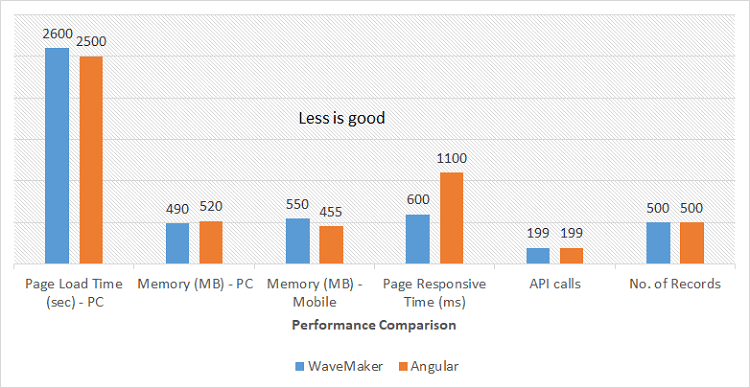 2600
2500
490
520
550
455
600
1100
199
199
500
500
Less is good
Page Load Time
(sec) - PC
Memory (MB) - PC
Memory (MB) -
Mobile
Page Responsive
Time (ms)
API calls
No. of Records
Performance Comparison
WaveMaker
Angular